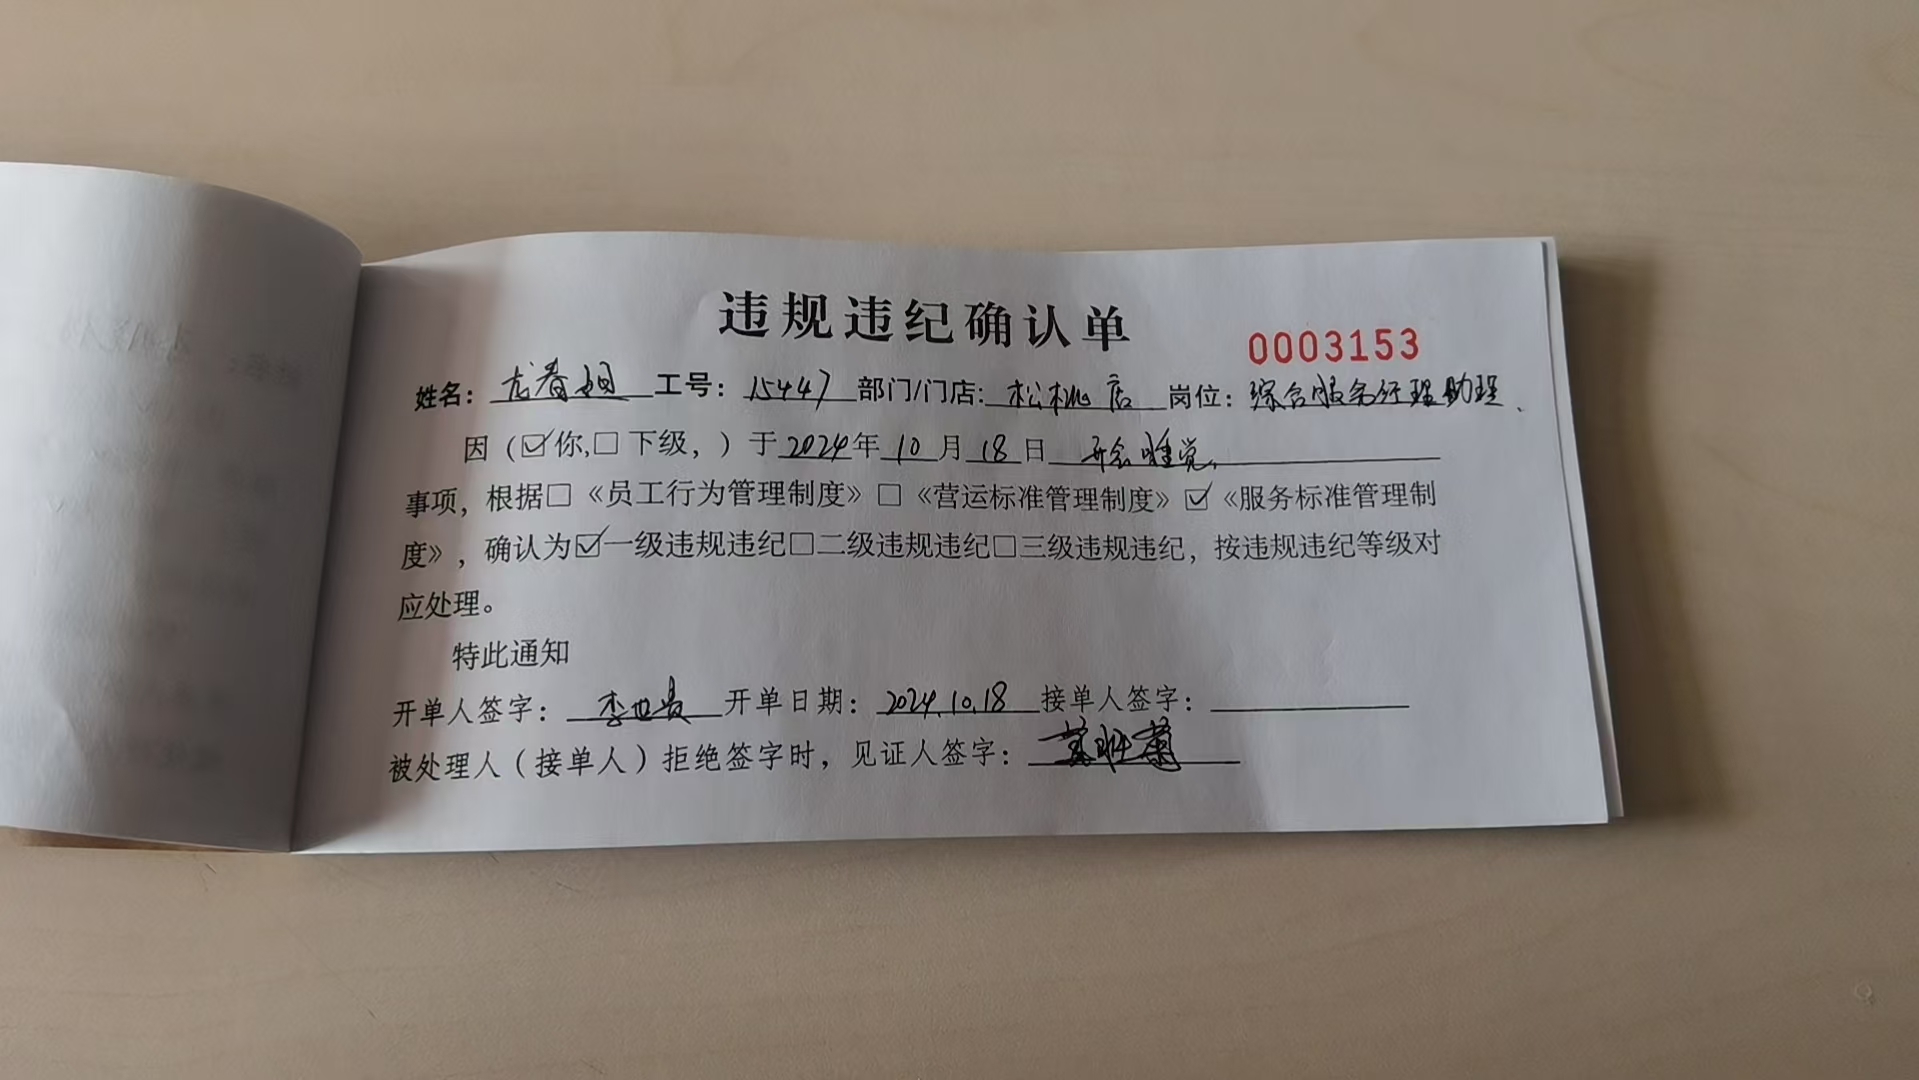 违规违纪确认单
0003153
姓名：龙春 工号：15447 部门/门店：松桃店 岗位：综合服务经理助理
因（☑你,☐下级，）于2024年10月18日 开会睡觉
事项，根据☐《员工行为管理制度》☐《营运标准管理制度》☑《服务标准管理制
度》，确认为☑一级违规违纪☐二级违规违纪☐三级违规违纪，按违规违纪等级对
应处理。
特此通知
开单人签字：李世贵 开单日期：2024.10.18 接单人签字：
被处理人（接单人）拒绝签字时，见证人签字：